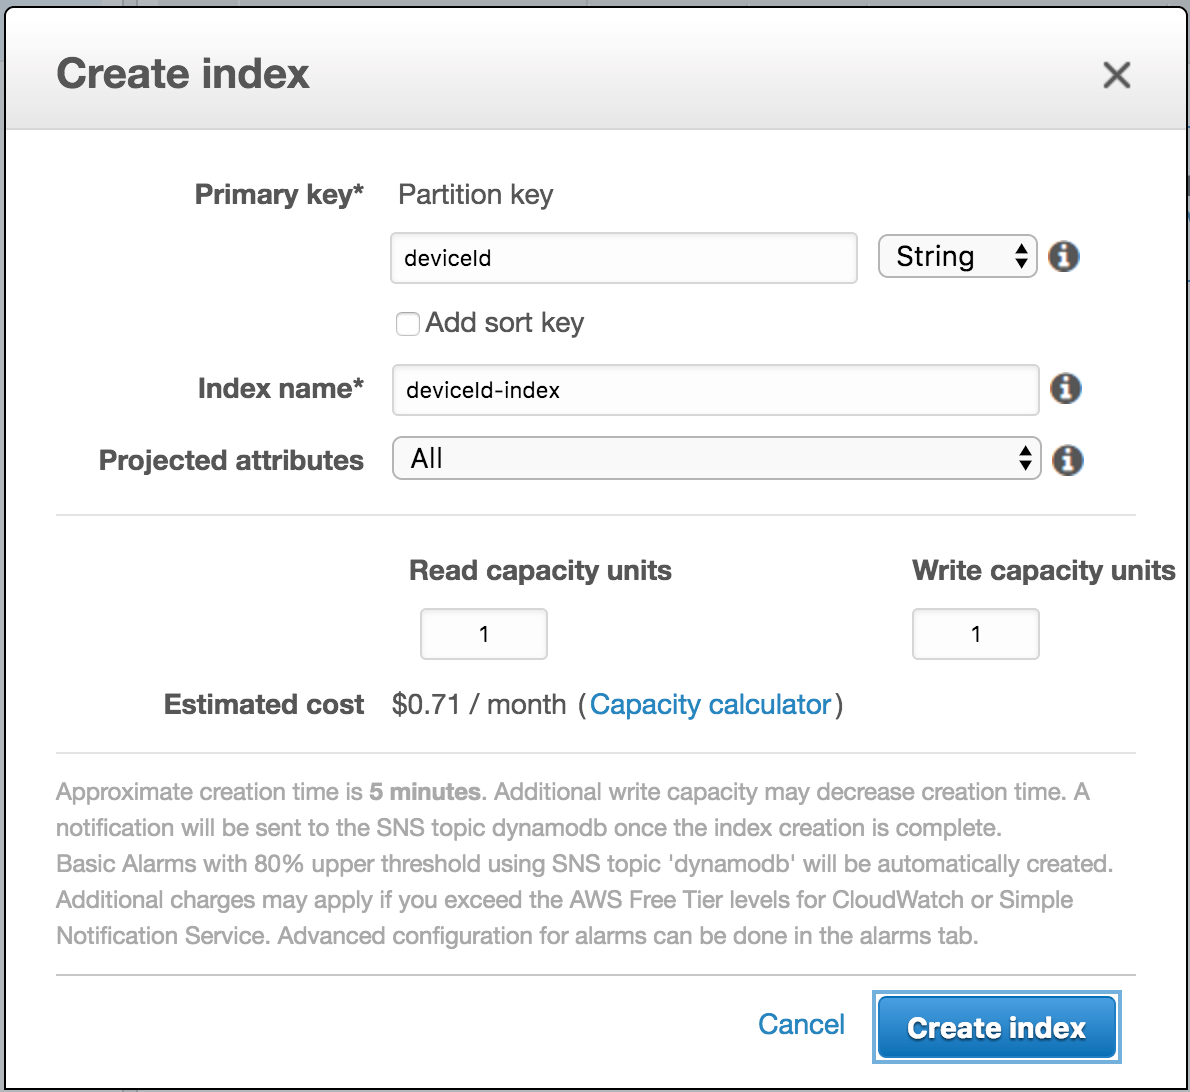 Create index
Primary key* Partition key
deviceId String
Add sort key
Index name* deviceId-index
Projected attributes All
Read capacity units Write capacity units
1 1
Estimated cost $0.71 / month (Capacity calculator)
Approximate creation time is 5 minutes. Additional write capacity may decrease creation time. A
notification will be sent to the SNS topic dynamodb once the index creation is complete.
Basic Alarms with 80% upper threshold using SNS topic 'dynamodb' will be automatically created.
Additional charges may apply if you exceed the AWS Free Tier levels for CloudWatch or Simple
Notification Service. Advanced configuration for alarms can be done in the alarms tab.
Cancel Create index